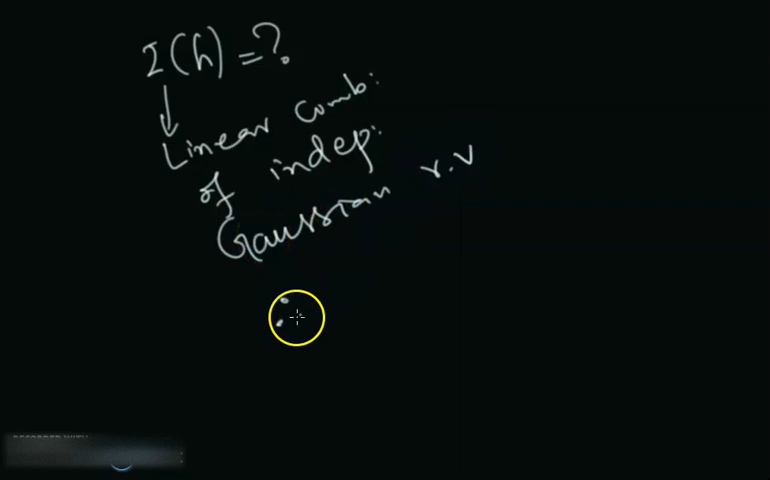 I(h) = ?
↓
Linear Comb:
of indep:
Gaussian r.v